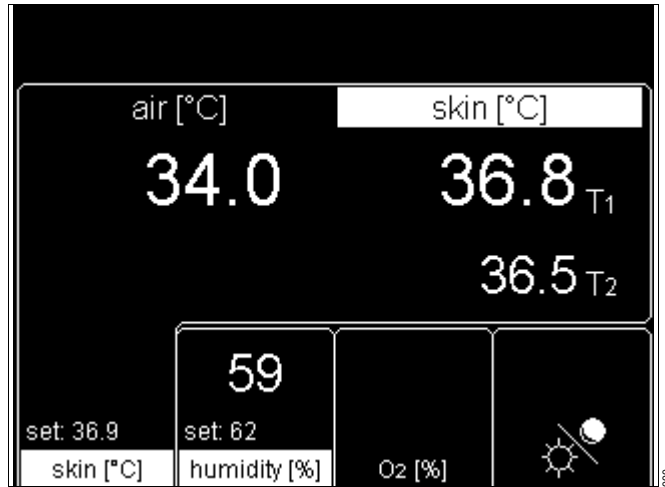 air [°C] skin [°C]
34.0 36.8 T1
36.5 T2
59
set: 36.9 set: 62
skin [°C] humidity [%] O2 [%]